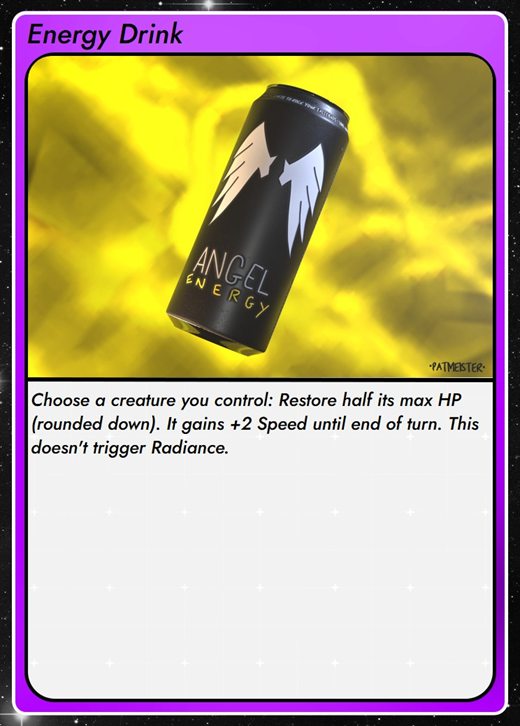 Energy Drink
ANGEL
ENERGY
·PATMEISTER·
Choose a creature you control: Restore half its max HP
(rounded down). It gains +2 Speed until end of turn. This
doesn't trigger Radiance.